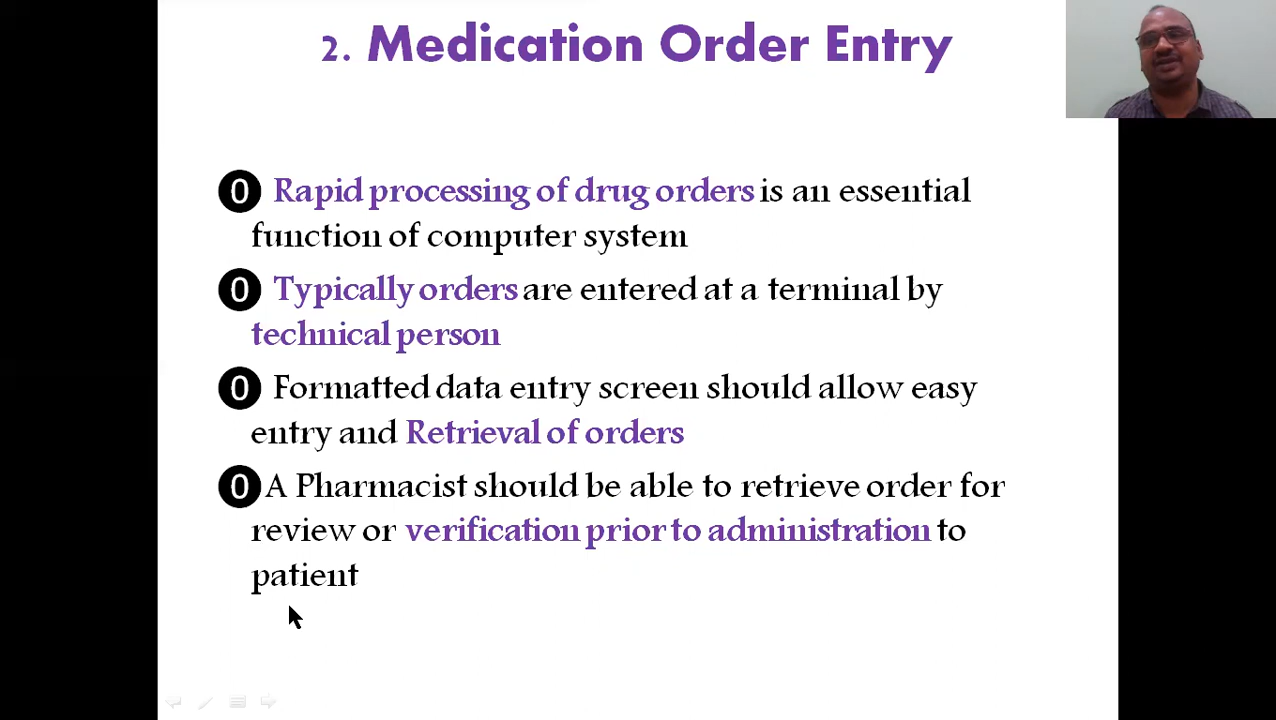 2. Medication Order Entry
Rapid processing of drug orders is an essential
function of computer system
Typically orders are entered at a terminal by
technical person
Formatted data entry screen should allow easy
entry and Retrieval of orders
A Pharmacist should be able to retrieve order for
review or verification prior to administration to
patient